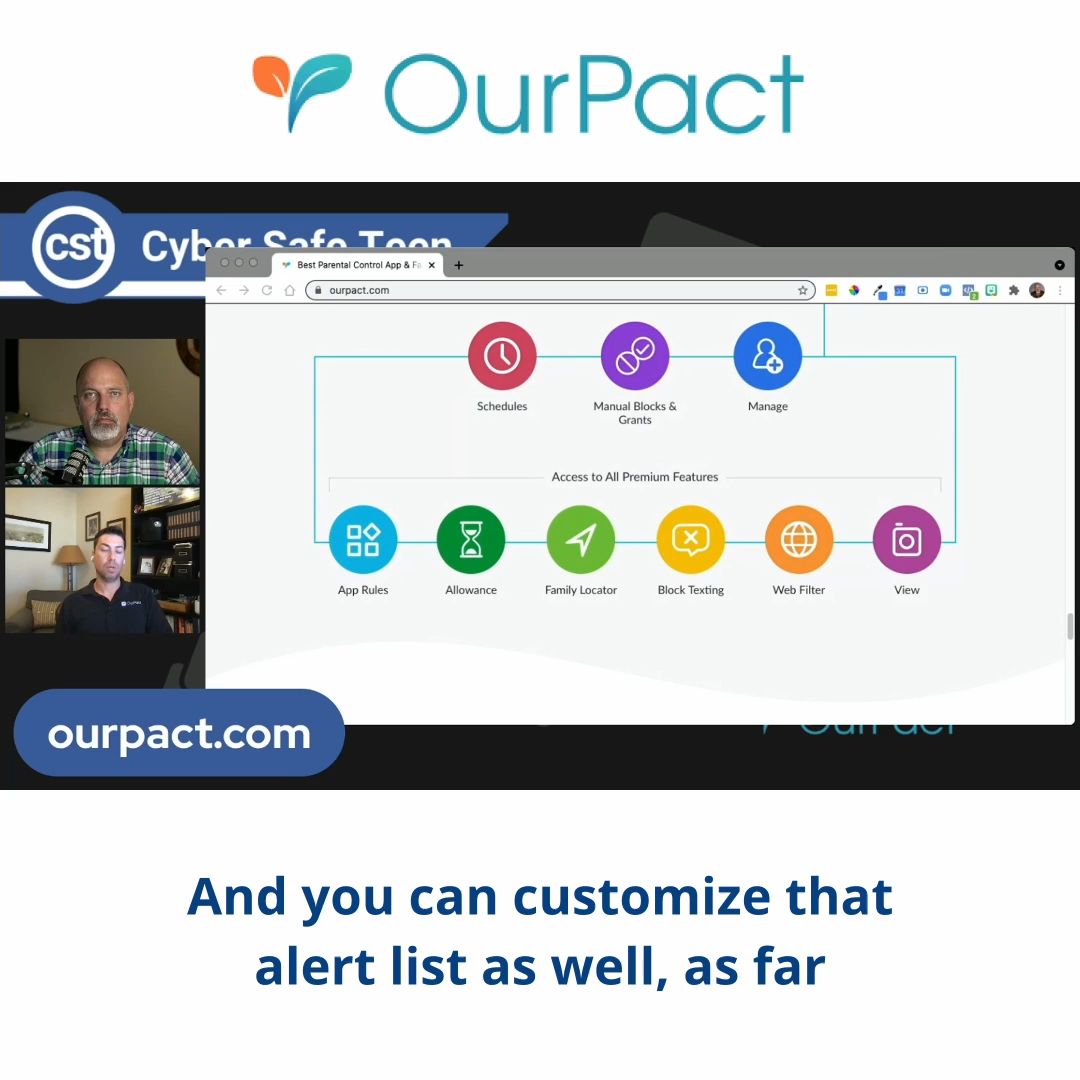 OurPact
cst
Cyber Safe Teen
Best Parental Control App & Fa
ourpact.com
Schedules
Manual Blocks &
Grants
Manage
Access to All Premium Features
App Rules
Allowance
Family Locator
Block Texting
Web Filter
View
ourpact.com
OurPact
And you can customize that
alert list as well, as far